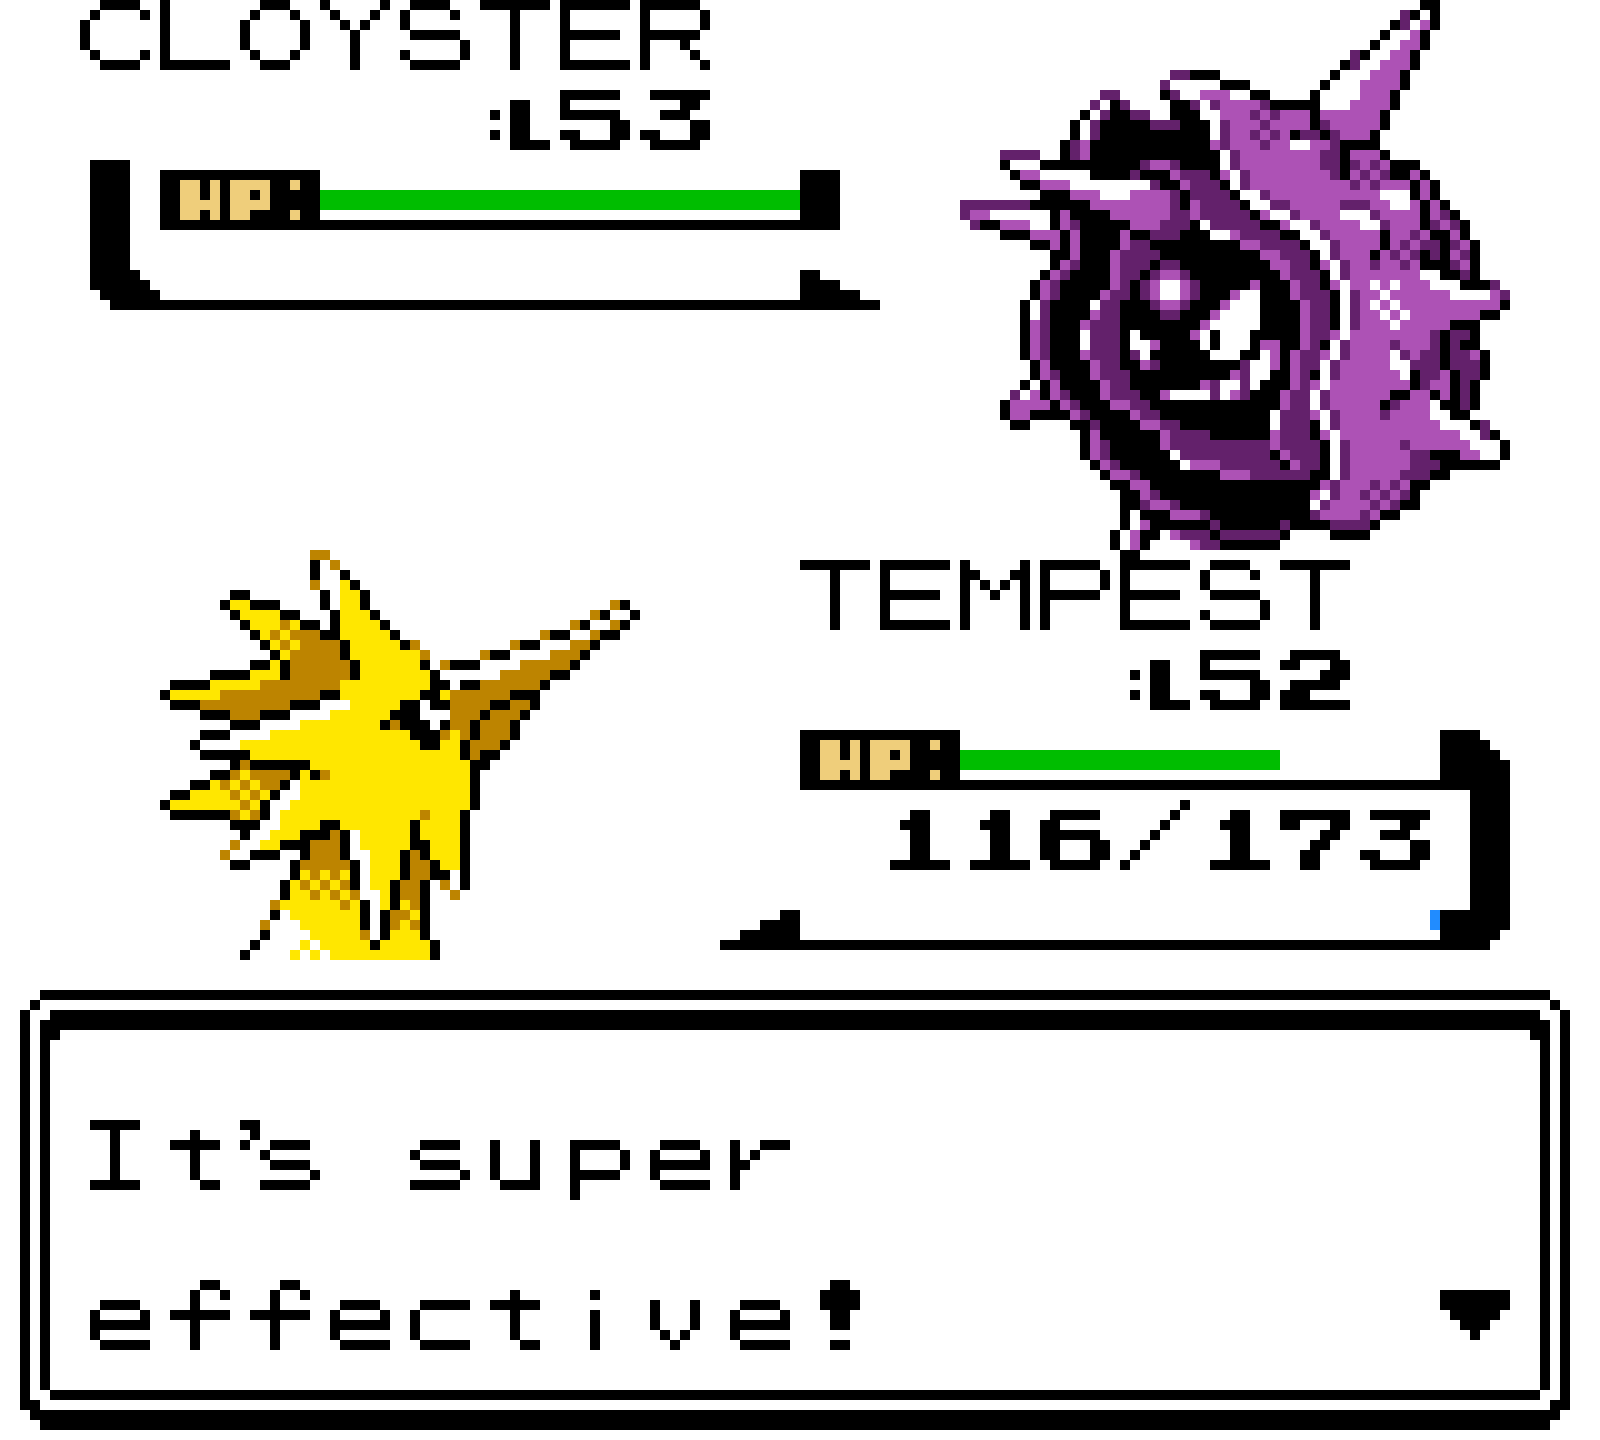 CLOYSTER
:L53
HP:
TEMPEST
:L52
HP:
116/173
It's super
effective!